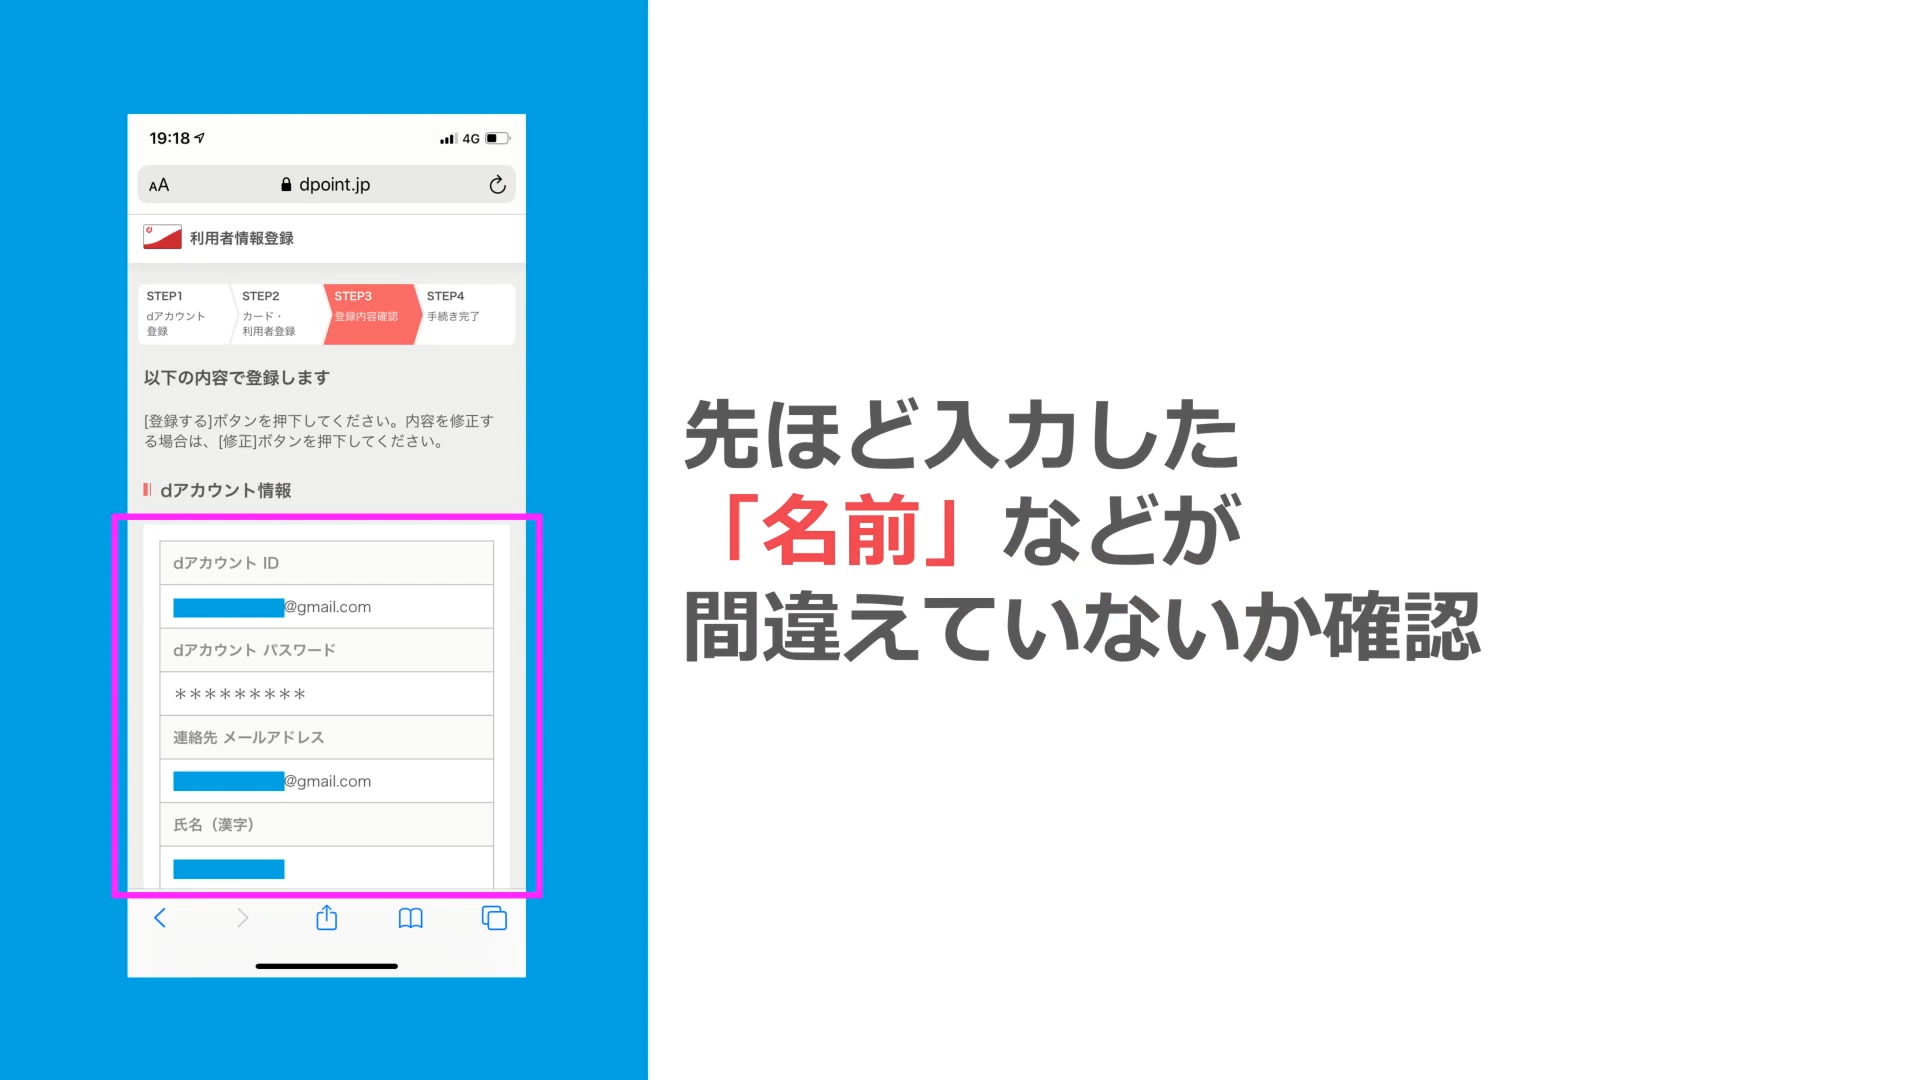 19:18
4G
AA
dpoint.jp
利用者情報登録
STEP1
dアカウント
登録
STEP2
カード・
利用者登録
STEP3
登録内容確認
STEP4
手続き完了
以下の内容で登録します
[登録する]ボタンを押下してください。内容を修正す
る場合は、[修正]ボタンを押下してください。
dアカウント情報
dアカウント ID
@gmail.com
dアカウント パスワード
*********
連絡先 メールアドレス
@gmail.com
氏名（漢字）
先ほど入力した
「名前」などが
間違えていないか確認